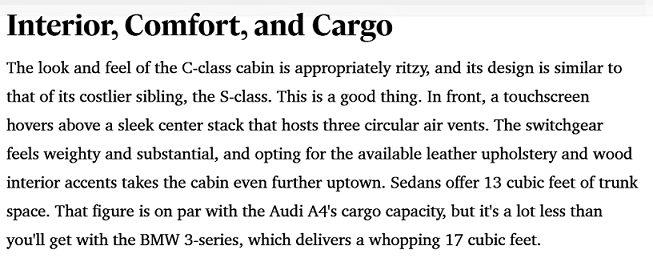 Interior, Comfort, and Cargo
The look and feel of the C-class cabin is appropriately ritzy, and its design is similar to
that of its costlier sibling, the S-class. This is a good thing. In front, a touchscreen
hovers above a sleek center stack that hosts three circular air vents. The switchgear
feels weighty and substantial, and opting for the available leather upholstery and wood
interior accents takes the cabin even further uptown. Sedans offer 13 cubic feet of trunk
space. That figure is on par with the Audi A4's cargo capacity, but it's a lot less than
you'll get with the BMW 3-series, which delivers a whopping 17 cubic feet.